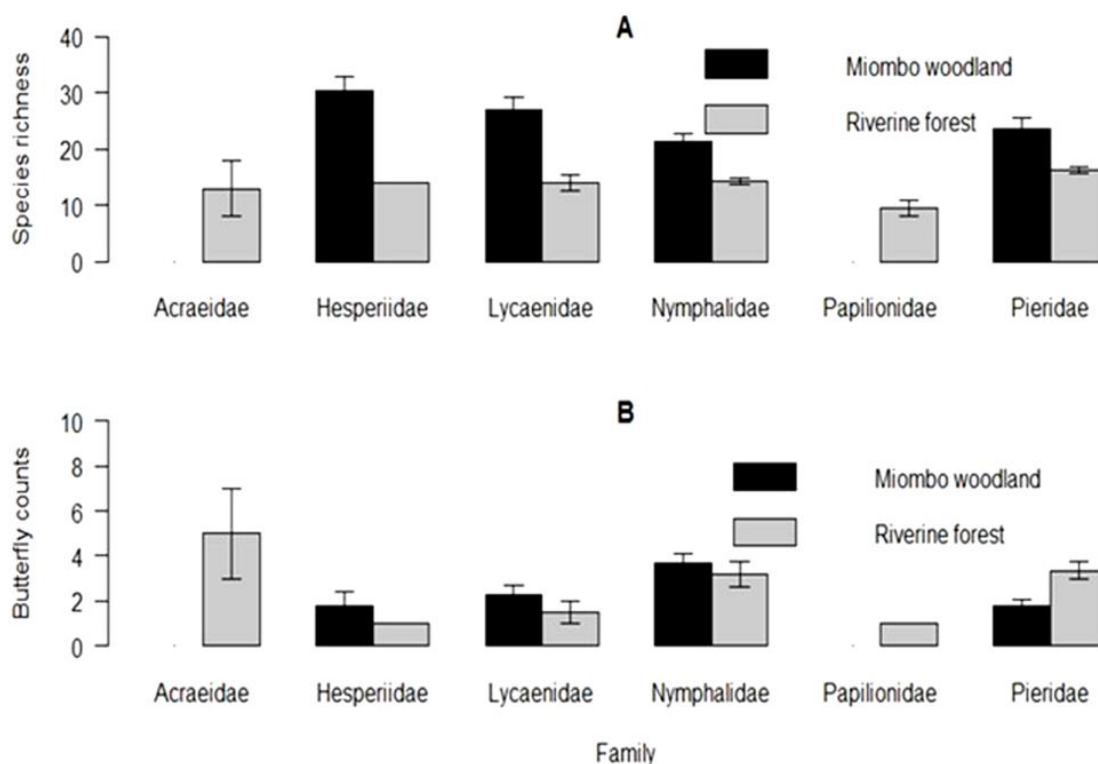 A
Species richness
40
30
20
10
0
Miombo woodland
Riverine forest
Acraeidae Hesperiidae Lycaenidae Nymphalidae Papilionidae Pieridae
B
Butterfly counts
10
8
6
4
2
0
Miombo woodland
Riverine forest
Acraeidae Hesperiidae Lycaenidae Nymphalidae Papilionidae Pieridae
Family